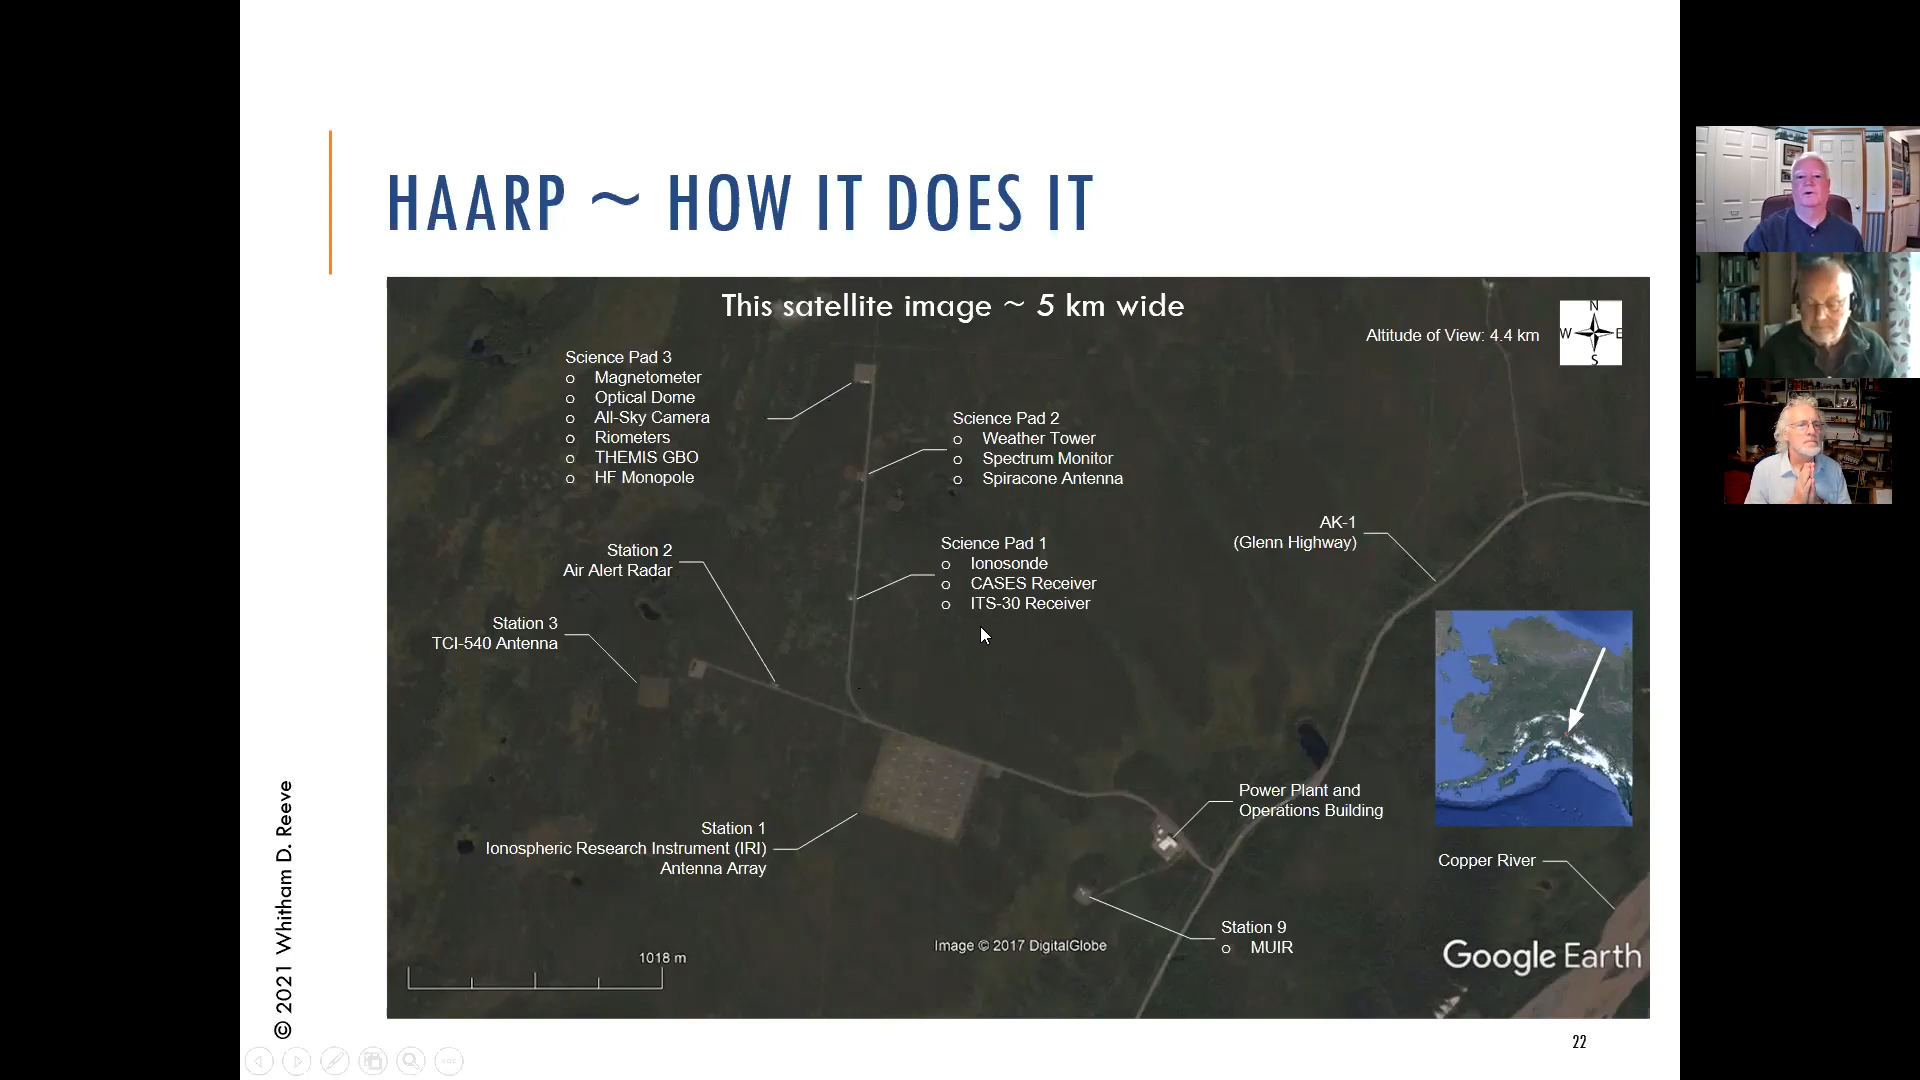 HAARP ~ HOW IT DOES IT
This satellite image ~ 5 km wide
Altitude of View: 4.4 km
N
W E
S
Science Pad 3
o Magnetometer
o Optical Dome
o All-Sky Camera
o Riometers
o THEMIS GBO
o HF Monopole
Science Pad 2
o Weather Tower
o Spectrum Monitor
o Spiracone Antenna
AK-1
(Glenn Highway)
Science Pad 1
o Ionosonde
o CASES Receiver
o ITS-30 Receiver
Station 2
Air Alert Radar
Station 3
TCI-540 Antenna
Power Plant and
Operations Building
Station 1
Ionospheric Research Instrument (IRI)
Antenna Array
Copper River
Station 9
o MUIR
Image © 2017 DigitalGlobe
Google Earth
1018 m
© 2021 Whitham D. Reeve
22